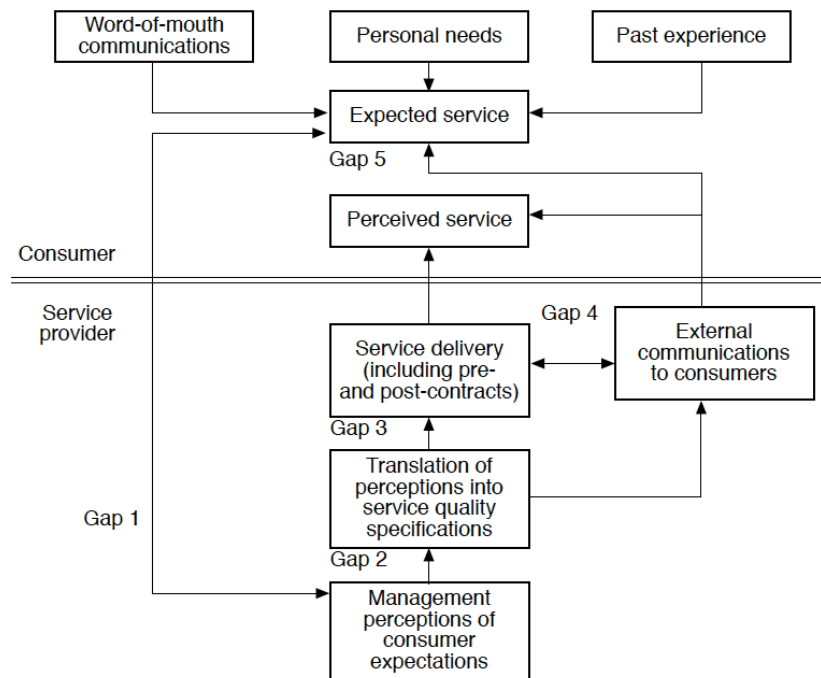 Word-of-mouth
communications
Personal needs
Past experience
Expected service
Gap 5
Perceived service
Consumer
Service
provider
Gap 4
Service delivery
(including pre-
and post-contracts)
External
communications
to consumers
Gap 3
Translation of
perceptions into
service quality
specifications
Gap 1
Gap 2
Management
perceptions of
consumer
expectations